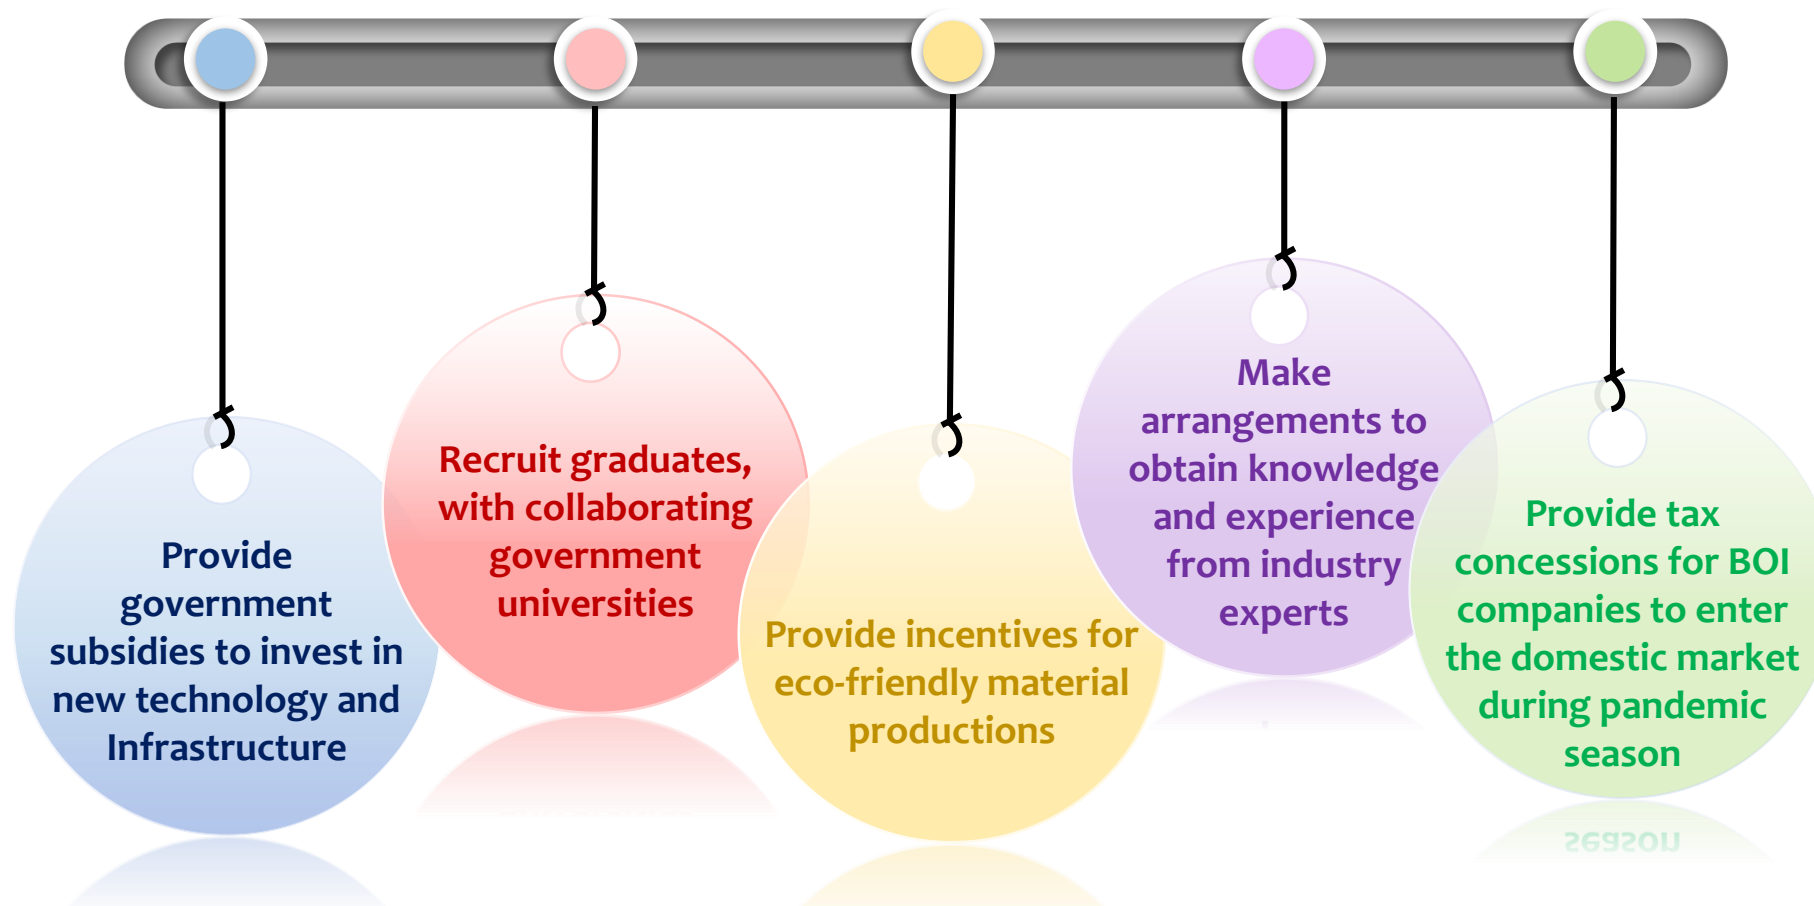 Provide
government
subsidies to invest in
new technology and
Infrastructure
Recruit graduates,
with collaborating
government
universities
Provide incentives for
eco-friendly material
productions
Make
arrangements to
obtain knowledge
and experience
from industry
experts
Provide tax
concessions for BOI
companies to enter
the domestic market
during pandemic
season